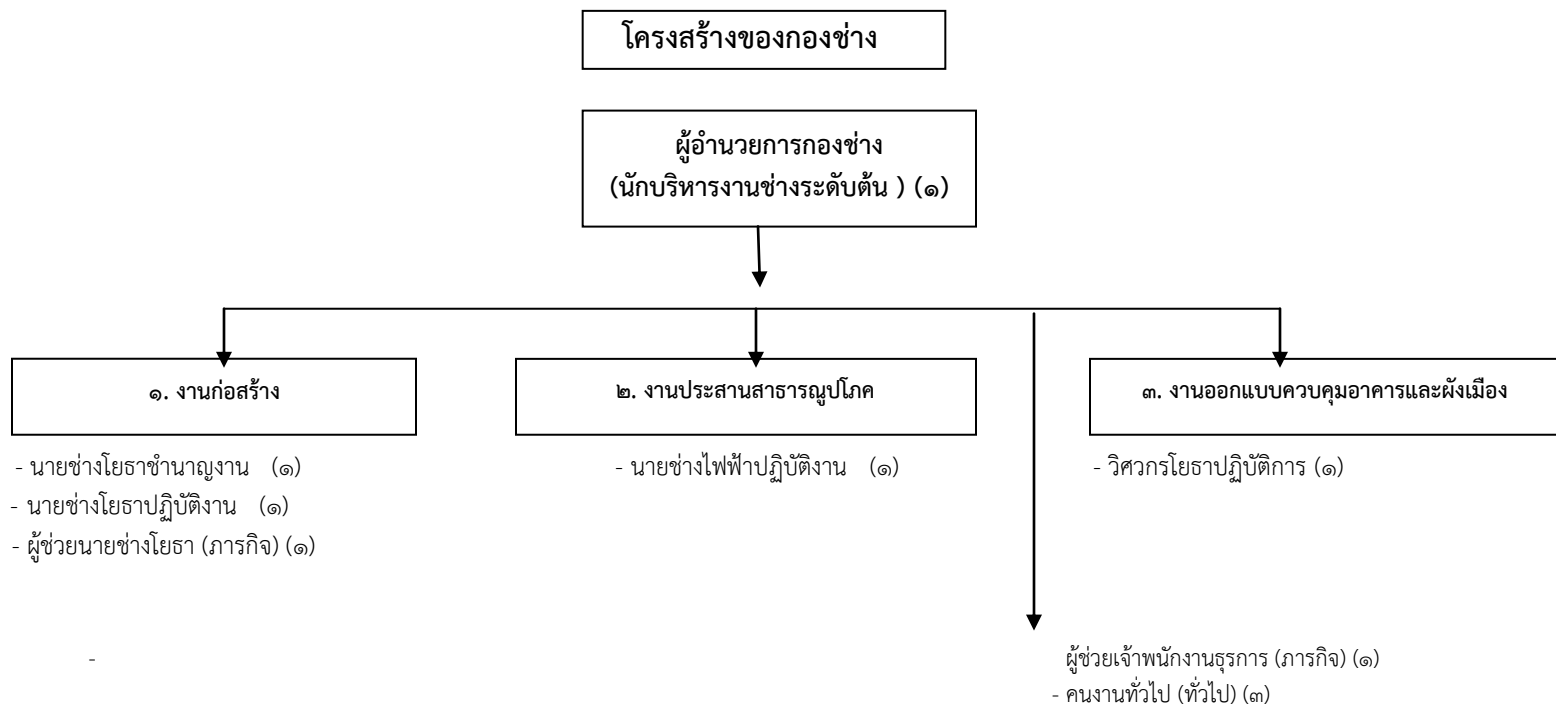 โครงสร้างของกองช่าง
ผู้อำนวยการกองช่าง
(นักบริหารงานช่างระดับต้น ) (๑)
๑. งานก่อสร้าง
- นายช่างโยธาชำนาญงาน (๑)
- นายช่างโยธาปฏิบัติงาน (๑)
- ผู้ช่วยนายช่างโยธา (ภารกิจ) (๑)
-
๒. งานประสานสาธารณูปโภค
- นายช่างไฟฟ้าปฏิบัติงาน (๑)
๓. งานออกแบบควบคุมอาคารและผังเมือง
- วิศวกรโยธาปฏิบัติการ (๑)
ผู้ช่วยเจ้าพนักงานธุรการ (ภารกิจ) (๑)
- คนงานทั่วไป (ทั่วไป) (๓)